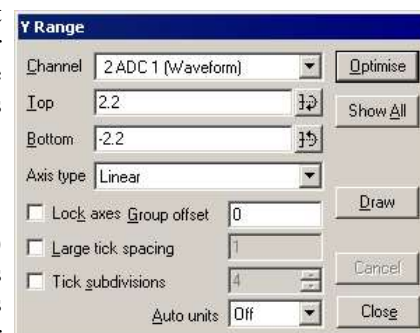 Y Range
Channel 2 ADC 1 (Waveform) Optimise
Top 2.2 Show All
Bottom -2.2
Axis type Linear
Lock axes Group offset 0 Draw
Large tick spacing 1
Tick subdivisions 4 Cancel
Auto units Off Close